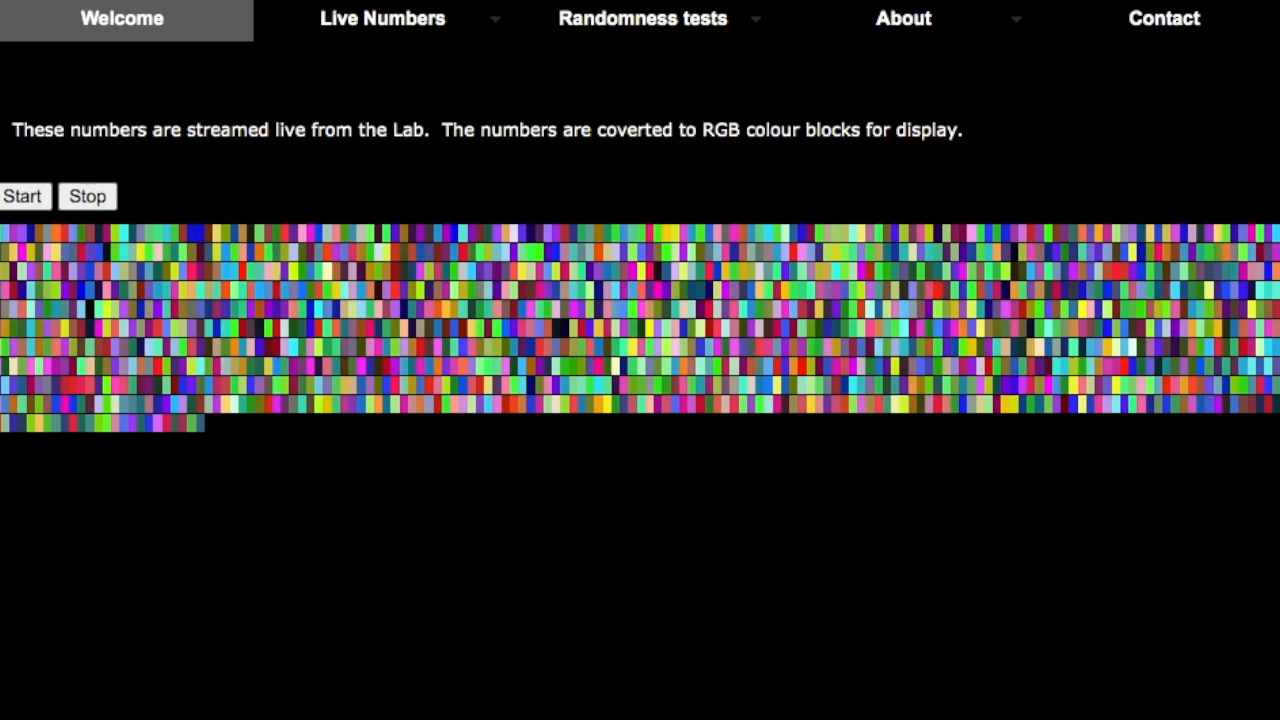 Welcome Live Numbers Randomness tests About Contact
These numbers are streamed live from the Lab.  The numbers are coverted to RGB colour blocks for display.
Start Stop